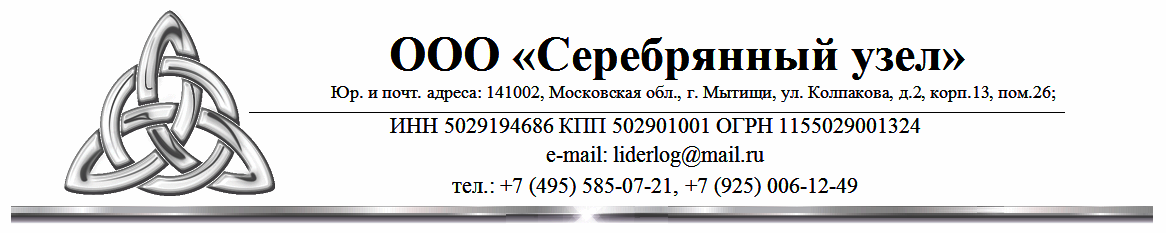 ООО «Серебрянный узел»
Юр. и почт. адреса: 141002, Московская обл., г. Мытищи, ул. Колпакова, д.2, корп.13, пом.26;
ИНН 5029194686 КПП 502901001 ОГРН 1155029001324
e-mail: liderlog@mail.ru
тел.: +7 (495) 585-07-21, +7 (925) 006-12-49